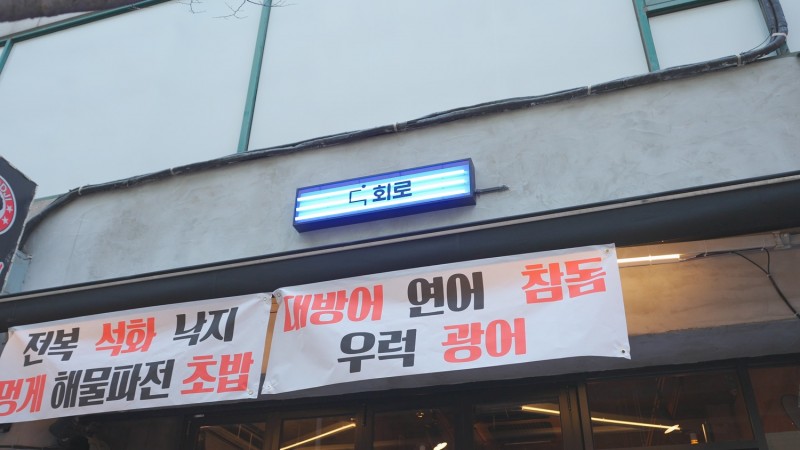 회로
전복 석화 낙지
멍게 해물파전 초밥
대방어 연어 참돔
우럭 광어